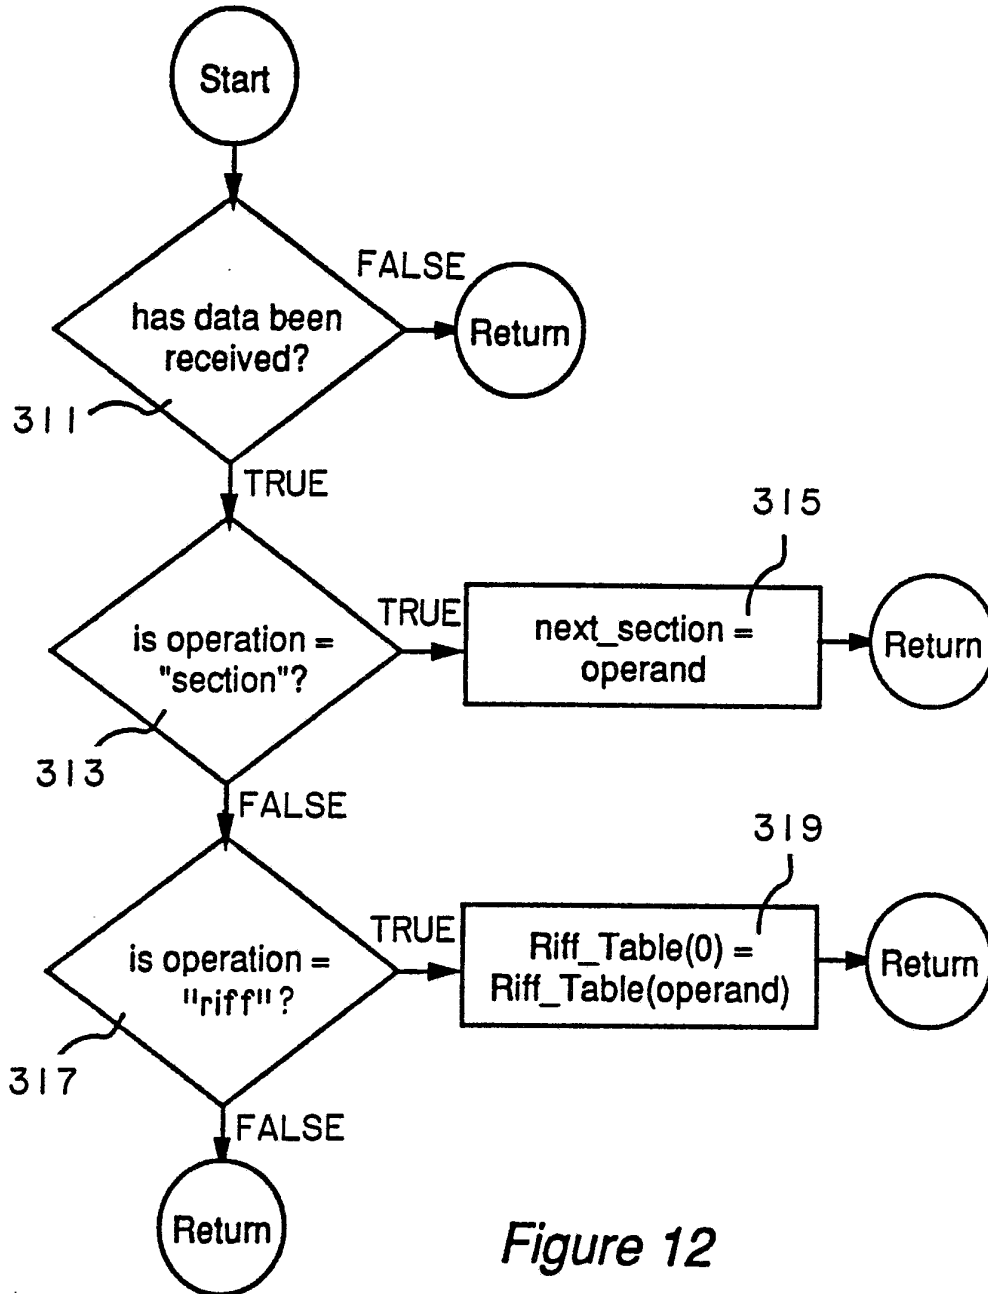 Start
FALSE
has data been
received?
Return
311
TRUE
315
is operation =
"section"?
TRUE
next_section =
operand
Return
313
FALSE
319
is operation =
"riff"?
TRUE
Riff_Table(0) =
Riff_Table(operand)
Return
317
FALSE
Return
Figure 12